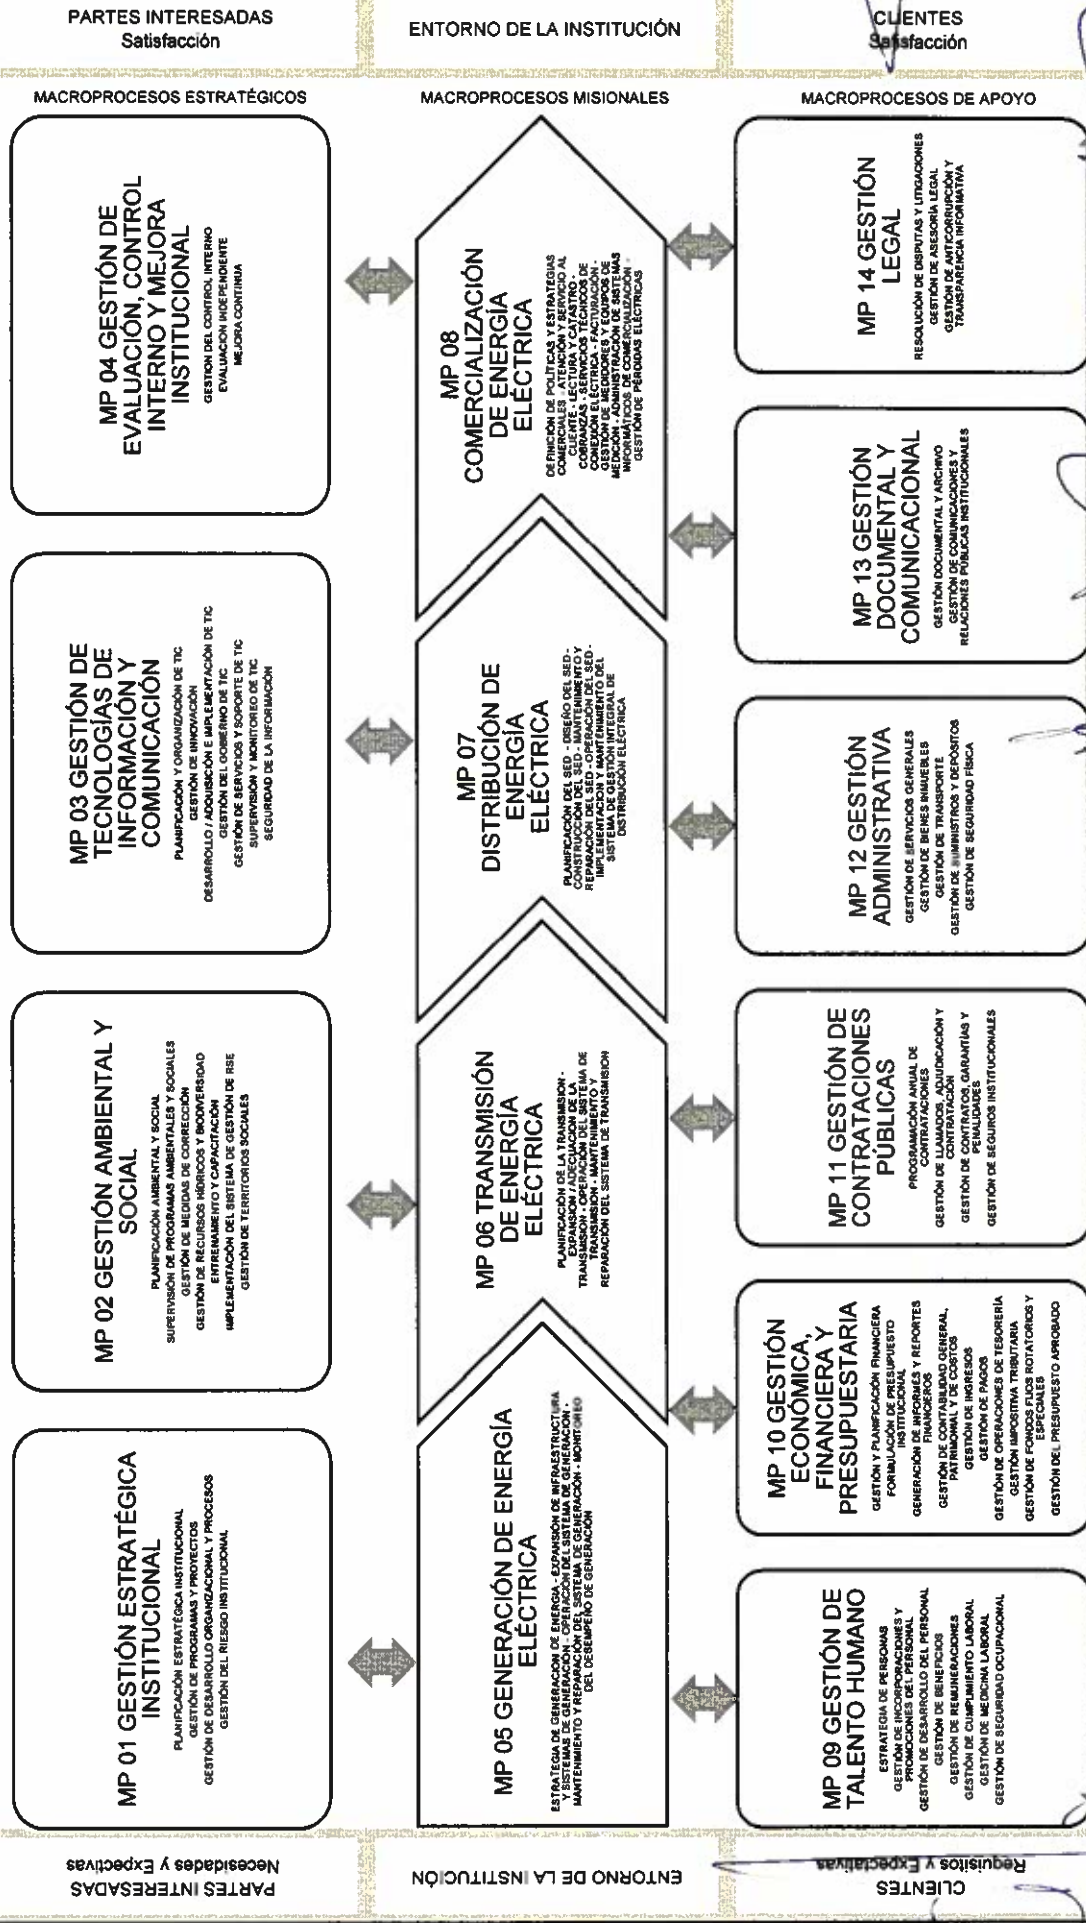 PARTES INTERESADAS
Satisfacción
ENTORNO DE LA INSTITUCIÓN
CLIENTES
Satisfacción
MACROPROCESOS ESTRATÉGICOS
MP 01 GESTIÓN ESTRATÉGICA
INSTITUCIONAL
PLANIFICACIÓN ESTRATÉGICA INSTITUCIONAL
GESTIÓN DE PROGRAMAS Y PROYECTOS
GESTIÓN DE DESARROLLO ORGANIZACIONAL Y PROCESOS
GESTIÓN DEL RIESGO INSTITUCIONAL
MP 02 GESTIÓN AMBIENTAL Y
SOCIAL
PLANIFICACIÓN AMBIENTAL Y SOCIAL
SUPERVISIÓN DE PROGRAMAS AMBIENTALES Y SOCIALES
GESTIÓN DE MEDIDAS DE CORRECCIÓN
GESTIÓN DE RECURSOS HÍDRICOS Y BIODIVERSIDAD
ENTRENAMIENTO Y CAPACITACIÓN
IMPLEMENTACIÓN DEL SISTEMA DE GESTIÓN DE RSE
GESTIÓN DE TERRITORIOS SOCIALES
MP 03 GESTIÓN DE
TECNOLOGÍAS DE
INFORMACIÓN Y
COMUNICACIÓN
PLANIFICACIÓN Y ORGANIZACIÓN DE TIC
GESTIÓN DE INNOVACIÓN
DESARROLLO / ADQUISICIÓN E IMPLEMENTACIÓN DE TIC
GESTIÓN DEL GOBIERNO DE TIC
GESTIÓN DE SERVICIOS Y SOPORTE DE TIC
SUPERVISIÓN Y MONITOREO DE TIC
SEGURIDAD DE LA INFORMACIÓN
MP 04 GESTIÓN DE
EVALUACIÓN, CONTROL
INTERNO Y MEJORA
INSTITUCIONAL
GESTION DEL CONTROL INTERNO
EVALUACION INDEPENDIENTE
MEJORA CONTINUA
MACROPROCESOS MISIONALES
MP 05 GENERACIÓN DE ENERGÍA
ELÉCTRICA
ESTRATEGIA DE GENERACIÓN DE ENERGIA - EXPANSIÓN DE INFRAESTRUCTURA
Y SISTEMAS DE GENERACIÓN - OPERACIÓN DEL SISTEMA DE GENERACIÓN -
MANTENIMIENTO Y REPARACIÓN DEL SISTEMA DE GENERACIÓN - MONITOREO
DEL DESEMPEÑO DE GENERACIÓN
MP 06 TRANSMISIÓN
DE ENERGÍA
ELÉCTRICA
PLANIFICACIÓN DE LA TRANSMISION -
EXPANSIÓN / ADECUACIÓN DE LA
TRANSMISION - OPERACIÓN DEL SISTEMA DE
TRANSMISIÓN - MANTENIMIENTO Y
REPARACIÓN DEL SISTEMA DE TRANSMISION
MP 07
DISTRIBUCIÓN DE
ENERGÍA
ELÉCTRICA
PLANIFICACIÓN DEL SED - DISEÑO DEL SED -
CONSTRUCCIÓN DEL SED - MANTENIMIENTO Y
REPARACIÓN DEL SED - OPERACIÓN DEL SED -
IMPLEMENTACION Y MANTENIMIENTO DEL
SISTEMA DE GESTIÓN INTEGRAL DE
DISTRIBUCIÓN ELÉCTRICA
MP 08
COMERCIALIZACIÓN
DE ENERGÍA
ELÉCTRICA
DEFINICIÓN DE POLÍTICAS Y ESTRATEGIAS
COMERCIALES - ATENCIÓN Y SERVICIO AL
CLIENTE - LECTURA Y CATASTRO -
COBRANZAS - SERVICIOS TÉCNICOS DE
CONEXIÓN ELÉCTRICA - FACTURACIÓN -
GESTIÓN DE MEDIDORES Y EQUIPOS DE
MEDICIÓN - ADMINISTRACIÓN DE SISTEMAS
INFORMÁTICOS DE COMERCIALIZACIÓN -
GESTIÓN DE PÉRDIDAS ELÉCTRICAS
MACROPROCESOS DE APOYO
MP 09 GESTIÓN DE
TALENTO HUMANO
ESTRATEGIA DE PERSONAS
GESTIÓN DE INCORPORACIONES Y
PROMOCIONES DEL PERSONAL
GESTIÓN DE DESARROLLO DEL PERSONAL
GESTIÓN DE BENEFICIOS
GESTIÓN DE REMUNERACIONES
GESTIÓN DE CUMPLIMIENTO LABORAL
GESTIÓN DE MEDICINA LABORAL
GESTIÓN DE SEGURIDAD OCUPACIONAL
MP 10 GESTIÓN
ECONÓMICA,
FINANCIERA Y
PRESUPUESTARIA
GESTIÓN Y PLANIFICACIÓN FINANCIERA
FORMULACIÓN DE PRESUPUESTO
INSTITUCIONAL
GENERACIÓN DE INFORMES Y REPORTES
FINANCIEROS
GESTIÓN DE CONTABILIDAD GENERAL,
PATRIMONIAL Y DE COSTOS
GESTIÓN DE INGRESOS
GESTIÓN DE PAGOS
GESTIÓN DE OPERACIONES DE TESORERÍA
GESTIÓN IMPOSITIVA TRIBUTARIA
GESTIÓN DE FONDOS FIJOS ROTATORIOS Y
ESPECIALES
GESTIÓN DEL PRESUPUESTO APROBADO
MP 11 GESTIÓN DE
CONTRATACIONES
PÚBLICAS
PROGRAMACIÓN ANUAL DE
CONTRATACIONES
GESTIÓN DE LLAMADOS, ADJUDICACIÓN Y
CONTRATACIÓN
GESTIÓN DE CONTRATOS, GARANTÍAS Y
PENALIDADES
GESTIÓN DE SEGUROS INSTITUCIONALES
MP 12 GESTIÓN
ADMINISTRATIVA
GESTIÓN DE SERVICIOS GENERALES
GESTIÓN DE BIENES INMUEBLES
GESTIÓN DE TRANSPORTE
GESTIÓN DE SUMINISTROS Y DEPÓSITOS
GESTIÓN DE SEGURIDAD FÍSICA
MP 13 GESTIÓN
DOCUMENTAL Y
COMUNICACIONAL
GESTIÓN DOCUMENTAL Y ARCHIVO
GESTIÓN DE COMUNICACIONES Y
RELACIONES PÚBLICAS INSTITUCIONALES
MP 14 GESTIÓN
LEGAL
RESOLUCIÓN DE DISPUTAS Y LITIGACIONES
GESTIÓN DE ASESORÍA LEGAL
GESTIÓN DE ANTICORRUPCIÓN Y
TRANSPARENCIA INFORMATIVA
PARTES INTERESADAS
Necesidades y Expectativas
ENTORNO DE LA INSTITUCIÓN
CLIENTES
Requisitos y Expectativas